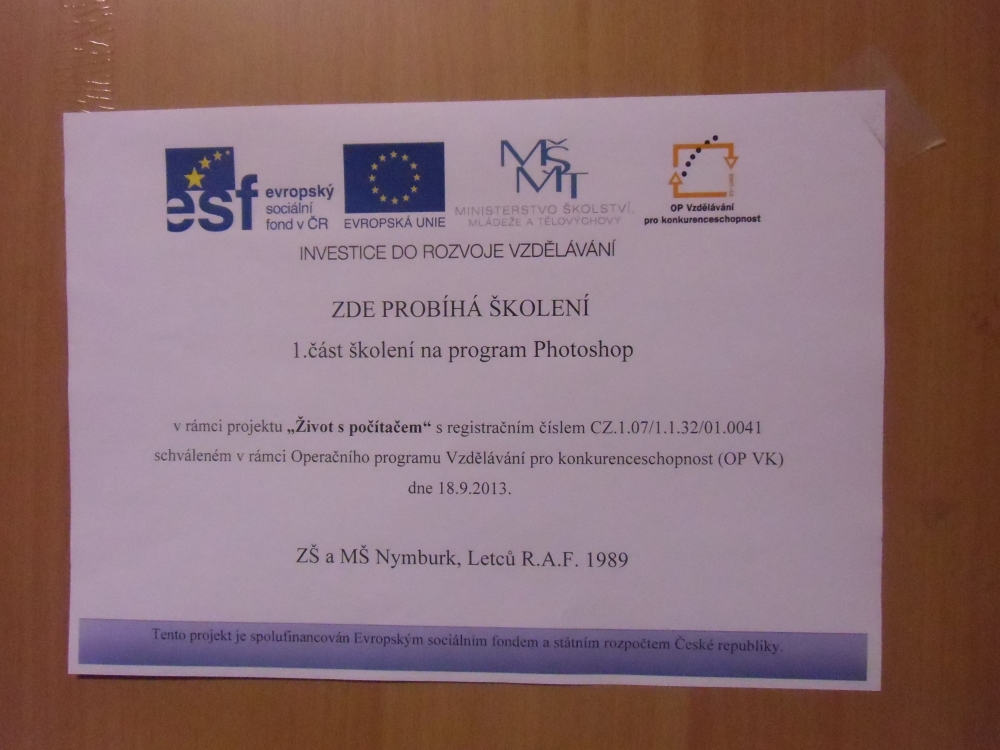 esf evropský
sociální
fond v ČR
EVROPSKÁ UNIE
MŠ
MT
MINISTERSTVO ŠKOLSTVÍ,
MLÁDEŽE A TĚLOVÝCHOVY
OP Vzdělávání
pro konkurenceschopnost
INVESTICE DO ROZVOJE VZDĚLÁVÁNÍ
ZDE PROBÍHÁ ŠKOLENÍ
1.část školení na program Photoshop
v rámci projektu „Život s počítačem“ s registračním číslem CZ.1.07/1.1.32/01.0041
schváleném v rámci Operačního programu Vzdělávání pro konkurenceschopnost (OP VK)
dne 18.9.2013.
ZŠ a MŠ Nymburk, Letců R.A.F. 1989
Tento projekt je spolufinancován Evropským sociálním fondem a státním rozpočtem České republiky.